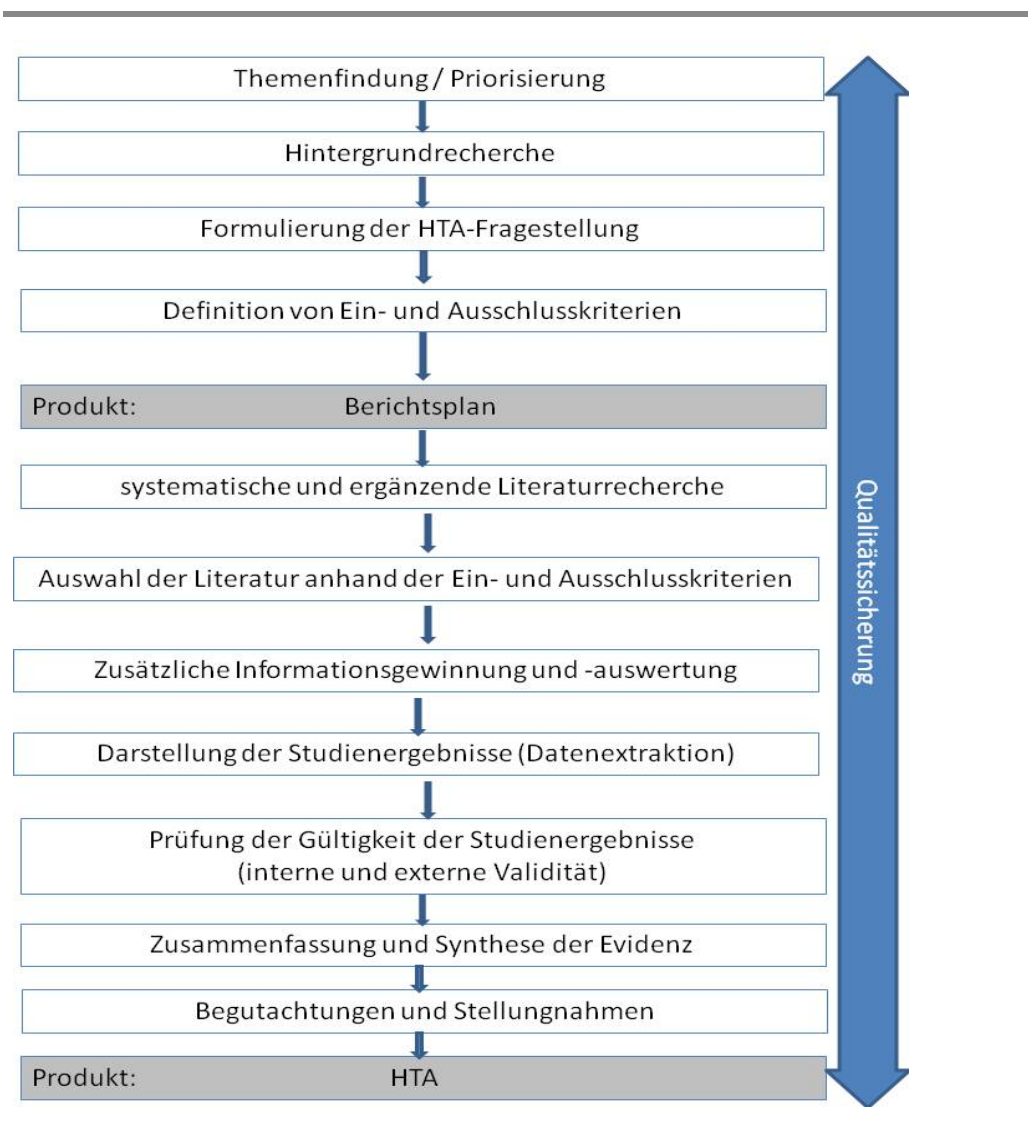 Themenfindung / Priorisierung
Hintergrundrecherche
Formulierung der HTA-Fragestellung
Definition von Ein- und Ausschlusskriterien
Produkt: Berichtsplan
systematische und ergänzende Literaturrecherche
Auswahl der Literatur anhand der Ein- und Ausschlusskriterien
Zusätzliche Informationsgewinnung und -auswertung
Darstellung der Studienergebnisse (Datenextraktion)
Prüfung der Gültigkeit der Studienergebnisse
(interne und externe Validität)
Zusammenfassung und Synthese der Evidenz
Begutachtungen und Stellungnahmen
Produkt: HTA
Qualitätssicherung